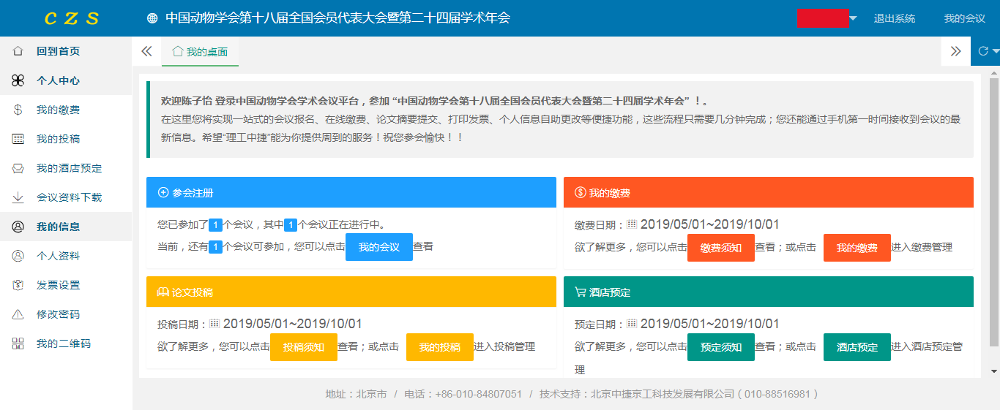 CZS
中国动物学会第十八届全国会员代表大会暨第二十四届学术年会
退出系统
我的会议
回到首页
个人中心
我的缴费
我的投稿
我的酒店预定
会议资料下载
我的信息
个人资料
发票设置
修改密码
我的二维码
我的桌面
欢迎陈子怡 登录中国动物学会学术会议平台，参加 “中国动物学会第十八届全国会员代表大会暨第二十四届学术年会” ！。
在这里您将实现一站式的会议报名、在线缴费、论文摘要提交、打印发票、个人信息自助更改等便捷功能，这些流程只需要几分钟完成；您还能通过手机第一时间接收到会议的最
新信息。希望“理工中捷”能为你提供周到的服务！祝您参会愉快！！
参会注册
您已参加了 1 个会议，其中 1 个会议正在进行中。
当前，还有 1 个会议可参加，您可以点击 我的会议 查看
我的缴费
缴费日期： 2019/05/01~2019/10/01
欲了解更多，您可以点击 缴费须知 查看；或点击 我的缴费 进入缴费管理
论文投稿
投稿日期： 2019/05/01~2019/10/01
欲了解更多，您可以点击 投稿须知 查看；或点击 我的投稿 进入投稿管理
酒店预定
预定日期： 2019/05/01~2019/10/01
欲了解更多，您可以点击 预定须知 查看；或点击 酒店预定 进入酒店预定管
理
地址：北京市 / 电话：+86-010-84807051 / 技术支持：北京中捷京工科技发展有限公司（010-88516981）